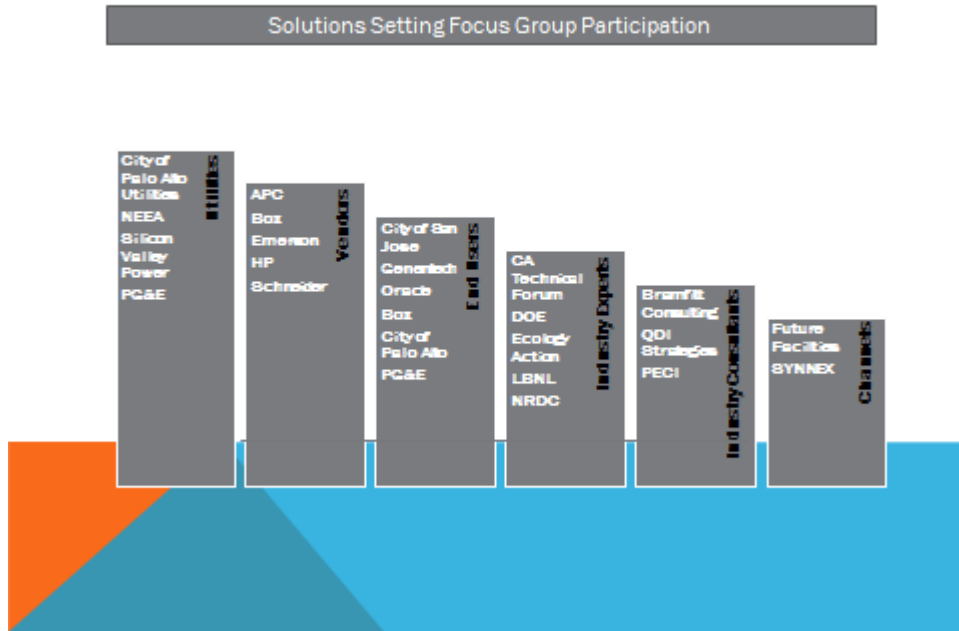 Solutions Setting Focus Group Participation
City of
Palo Alto
Utilities
NEEA
Silicon
Valley
Power
PG&E
Utilities
APC
Box
Emerson
HP
Schneider
Vendors
City of San
Jose
Genentech
Oracle
Box
City of
Palo Alto
PG&E
End Users
CA
Technical
Forum
DOE
Ecology
Action
LBNL
NRDC
Industry Experts
Bramfitt
Consulting
QDI
Strategies
PECI
Industry Consultants
Future
Facilities
SYNNEX
Channels